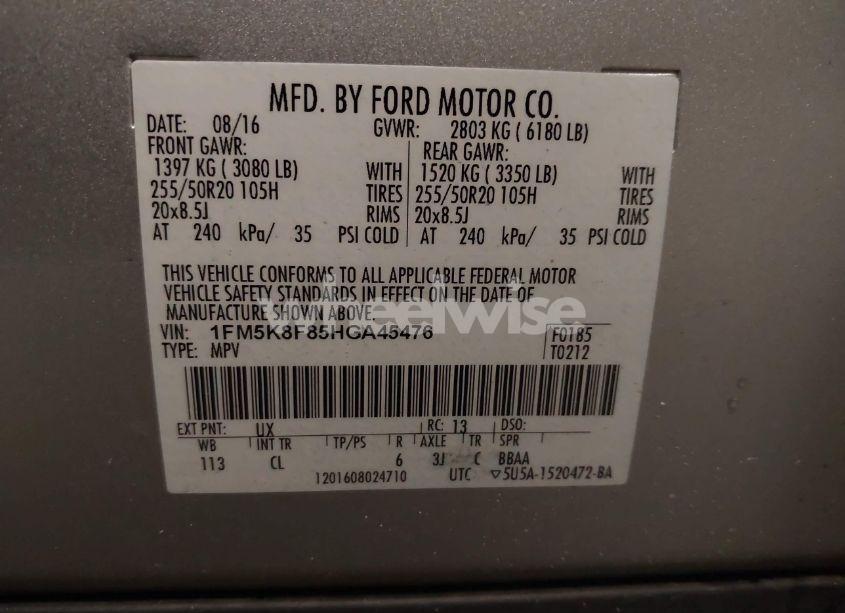 MFD. BY FORD MOTOR CO.
DATE: 08/16 GVWR: 2803 KG ( 6180 LB)
FRONT GAWR: REAR GAWR:
1397 KG ( 3080 LB) WITH 1520 KG ( 3350 LB) WITH
255/50R20 105H TIRES 255/50R20 105H TIRES
20x8.5J RIMS 20x8.5J RIMS
AT 240 kPa/ 35 PSI COLD AT 240 kPa/ 35 PSI COLD
THIS VEHICLE CONFORMS TO ALL APPLICABLE FEDERAL MOTOR
VEHICLE SAFETY STANDARDS IN EFFECT ON THE DATE OF
MANUFACTURE SHOWN ABOVE.
VIN: 1FM5K8F85HGA45476 F0185
TYPE: MPV T0212
EXT PNT: UX RC: 13 DSO:
WB INT TR TP/PS R AXLE TR SPR
113 CL 6 3J C BBAA
1201608024710 UTC ▽5U5A-1520472-BA